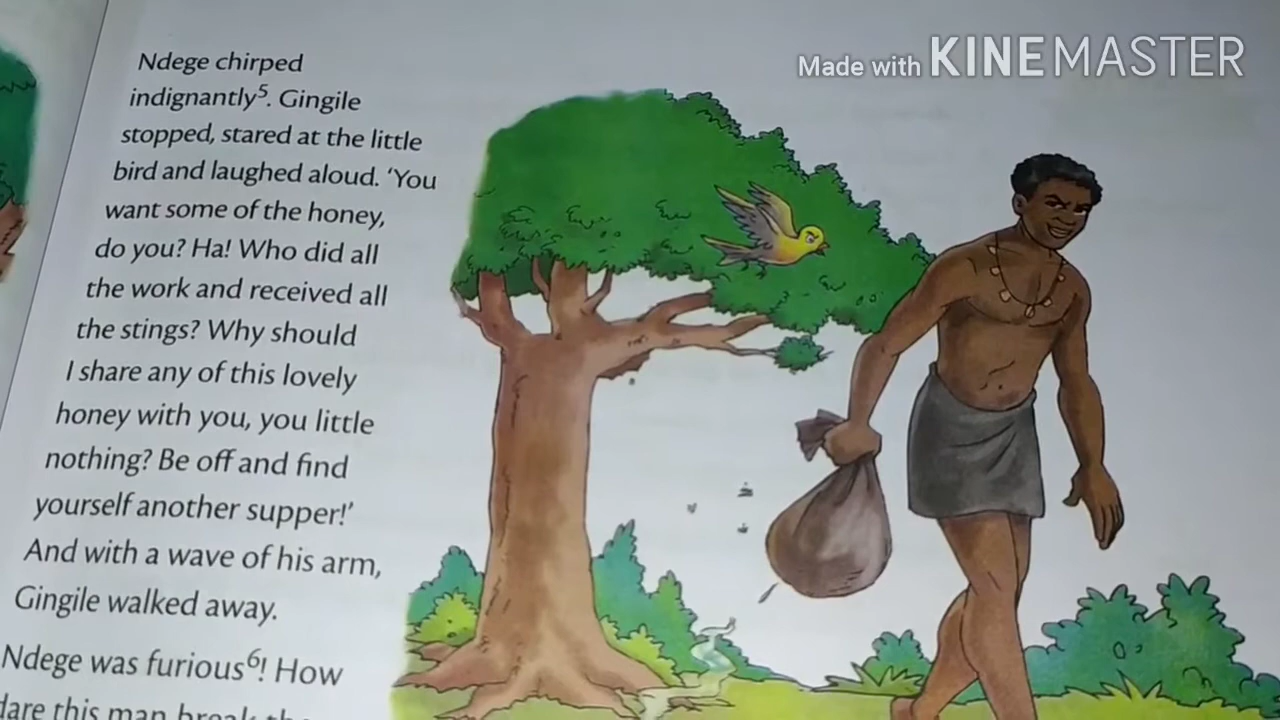 Made with KINEMASTER
Ndege chirped
indignantly⁵. Gingile
stopped, stared at the little
bird and laughed aloud. ‘You
want some of the honey,
do you? Ha! Who did all
the work and received all
the stings? Why should
I share any of this lovely
honey with you, you little
nothing? Be off and find
yourself another supper!’
And with a wave of his arm,
Gingile walked away.
Ndege was furious⁶! How
dare this man break